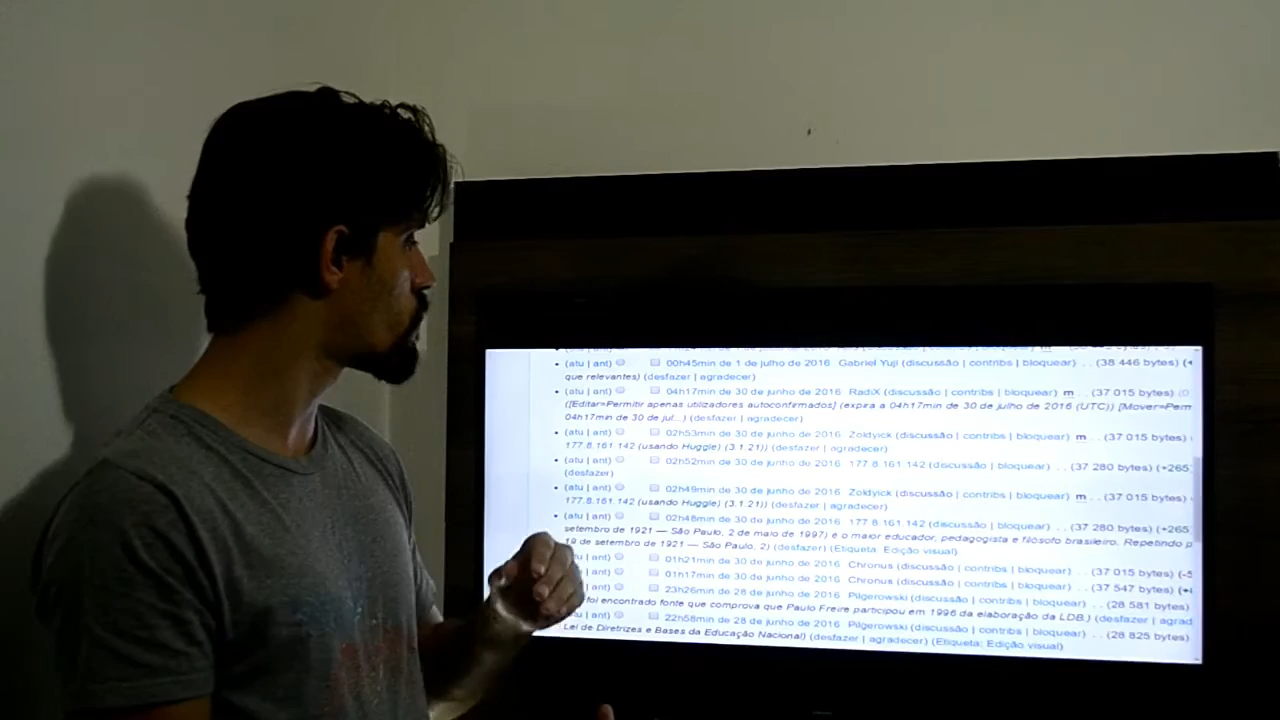 • (atu | ant) 00h45min de 1 de julho de 2016 Gabriel Yuji (discussão | contribs | bloquear) . . (38 446 bytes) (+
que relevantes) (desfazer | agradecer)
• (atu | ant) 04h17min de 30 de junho de 2016 RadiX (discussão | contribs | bloquear) m . . (37 015 bytes) (0
([Editar=Permitir apenas utilizadores autoconfirmados] (expira a 04h17min de 30 de julho de 2016 (UTC)) [Mover=Perm
04h17min de 30 de jul...) (desfazer | agradecer)
• (atu | ant) 02h53min de 30 de junho de 2016 Zoldyick (discussão | contribs | bloquear) m . . (37 015 bytes)
177.8.161.142 (usando Huggle) (3.1.21)) (desfazer | agradecer)
• (atu | ant) 02h52min de 30 de junho de 2016 177.8.161.142 (discussão | bloquear) . . (37 280 bytes) (+265
(desfazer)
• (atu | ant) 02h49min de 30 de junho de 2016 Zoldyick (discussão | contribs | bloquear) m . . (37 015 bytes)
177.8.161.142 (usando Huggle) (3.1.21)) (desfazer | agradecer)
• (atu | ant) 02h48min de 30 de junho de 2016 177.8.161.142 (discussão | bloquear) . . (37 280 bytes) (+265
setembro de 1921 — São Paulo, 2 de maio de 1997) é o maior educador, pedagogista e filósofo brasileiro. Repetindo p
19 de setembro de 1921 — São Paulo, 2) (desfazer) (Etiqueta: Edição visual)
atu | ant) 01h21min de 30 de junho de 2016 Chronus (discussão | contribs | bloquear) . . (37 015 bytes) (-5
| ant) 01h17min de 30 de junho de 2016 Chronus (discussão | contribs | bloquear) . . (37 547 bytes) (+
| ant) 23h26min de 28 de junho de 2016 Pilgerowski (discussão | contribs | bloquear) . . (28 581 bytes)
foi encontrado fonte que comprova que Paulo Freire participou em 1996 da elaboração da LDB.) (desfazer | agrad
atu | ant) 22h58min de 28 de junho de 2016 Pilgerowski (discussão | contribs | bloquear) . . (28 825 bytes)
Lei de Diretrizes e Bases da Educação Nacional) (desfazer | agradecer) (Etiqueta: Edição visual)